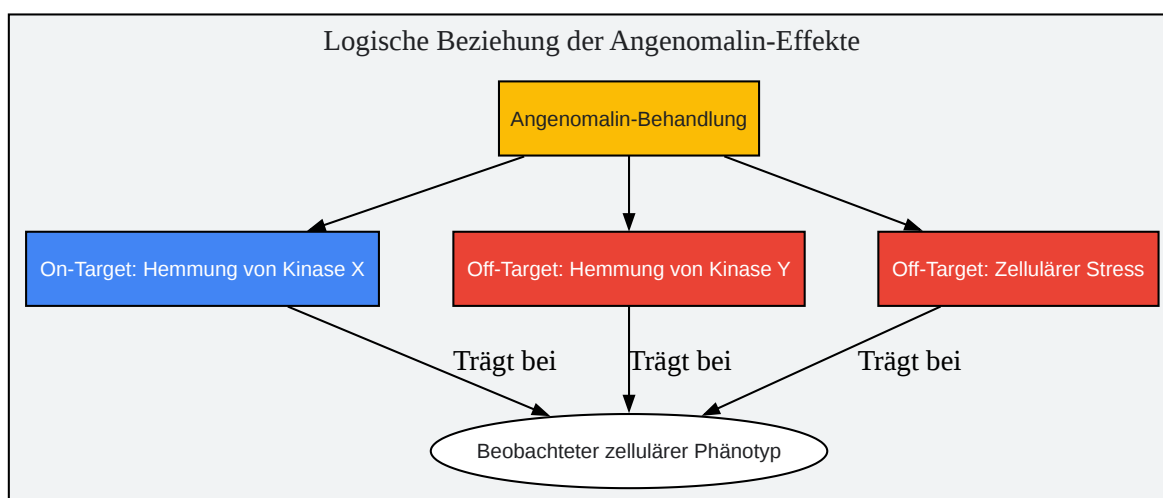 Logische Beziehung der Angenomalin-Effekte
Angenomalin-Behandlung
On-Target: Hemmung von Kinase X
Off-Target: Hemmung von Kinase Y
Off-Target: Zellulärer Stress
Trägt bei
Trägt bei
Trägt bei
Beobachteter zellulärer Phänotyp